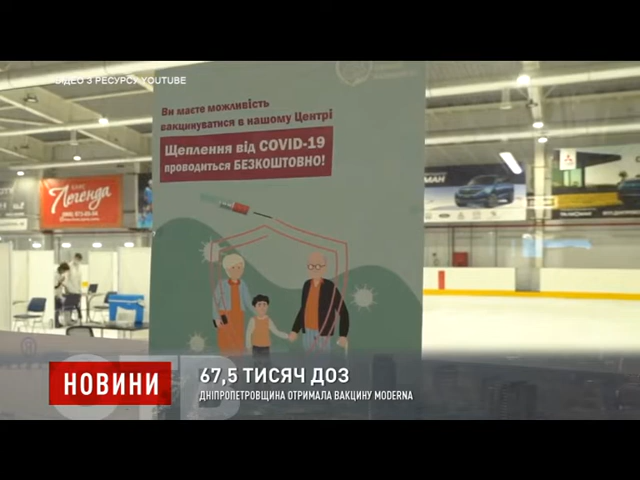 ВІДЕО З РЕСУРСУ YOUTUBE
Ви маєте можливість
вакцинуватися в нашому Центрі
Щеплення від COVID-19
проводиться БЕЗКОШТОВНО!
Легенда
MAN
НОВИНИ
67,5 ТИСЯЧ ДОЗ
ДНІПРОПЕТРОВЩИНА ОТРИМАЛА ВАКЦИНУ MODERNA